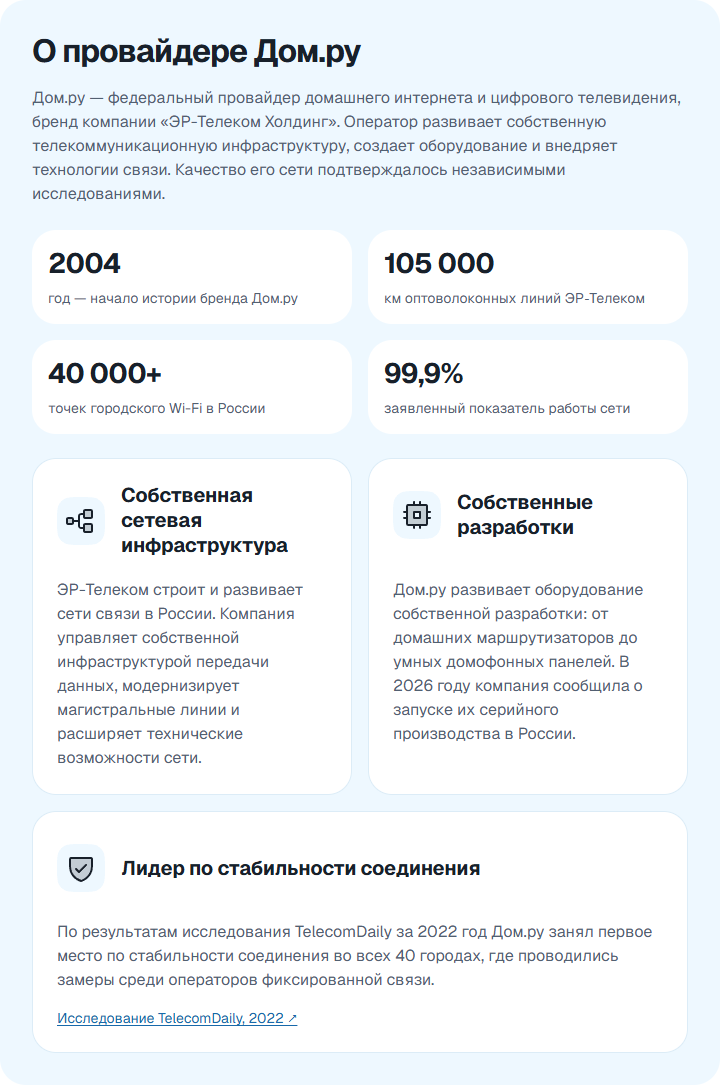 О провайдере Дом.ру
Дом.ру — федеральный провайдер домашнего интернета и цифрового телевидения,
бренд компании «ЭР-Телеком Холдинг». Оператор развивает собственную
телекоммуникационную инфраструктуру, создает оборудование и внедряет
технологии связи. Качество его сети подтверждалось независимыми
исследованиями.
2004
год — начало истории бренда Дом.ру
105 000
км оптоволоконных линий ЭР-Телеком
40 000+
точек городского Wi-Fi в России
99,9%
заявленный показатель работы сети
Собственная
сетевая
инфраструктура
ЭР-Телеком строит и развивает
сети связи в России. Компания
управляет собственной
инфраструктурой передачи
данных, модернизирует
магистральные линии и
расширяет технические
возможности сети.
Собственные
разработки
Дом.ру развивает оборудование
собственной разработки: от
домашних маршрутизаторов до
умных домофонных панелей. В
2026 году компания сообщила о
запуске их серийного
производства в России.
Лидер по стабильности соединения
По результатам исследования TelecomDaily за 2022 год Дом.ру занял первое
место по стабильности соединения во всех 40 городах, где проводились
замеры среди операторов фиксированной связи.
Исследование TelecomDaily, 2022 ↗